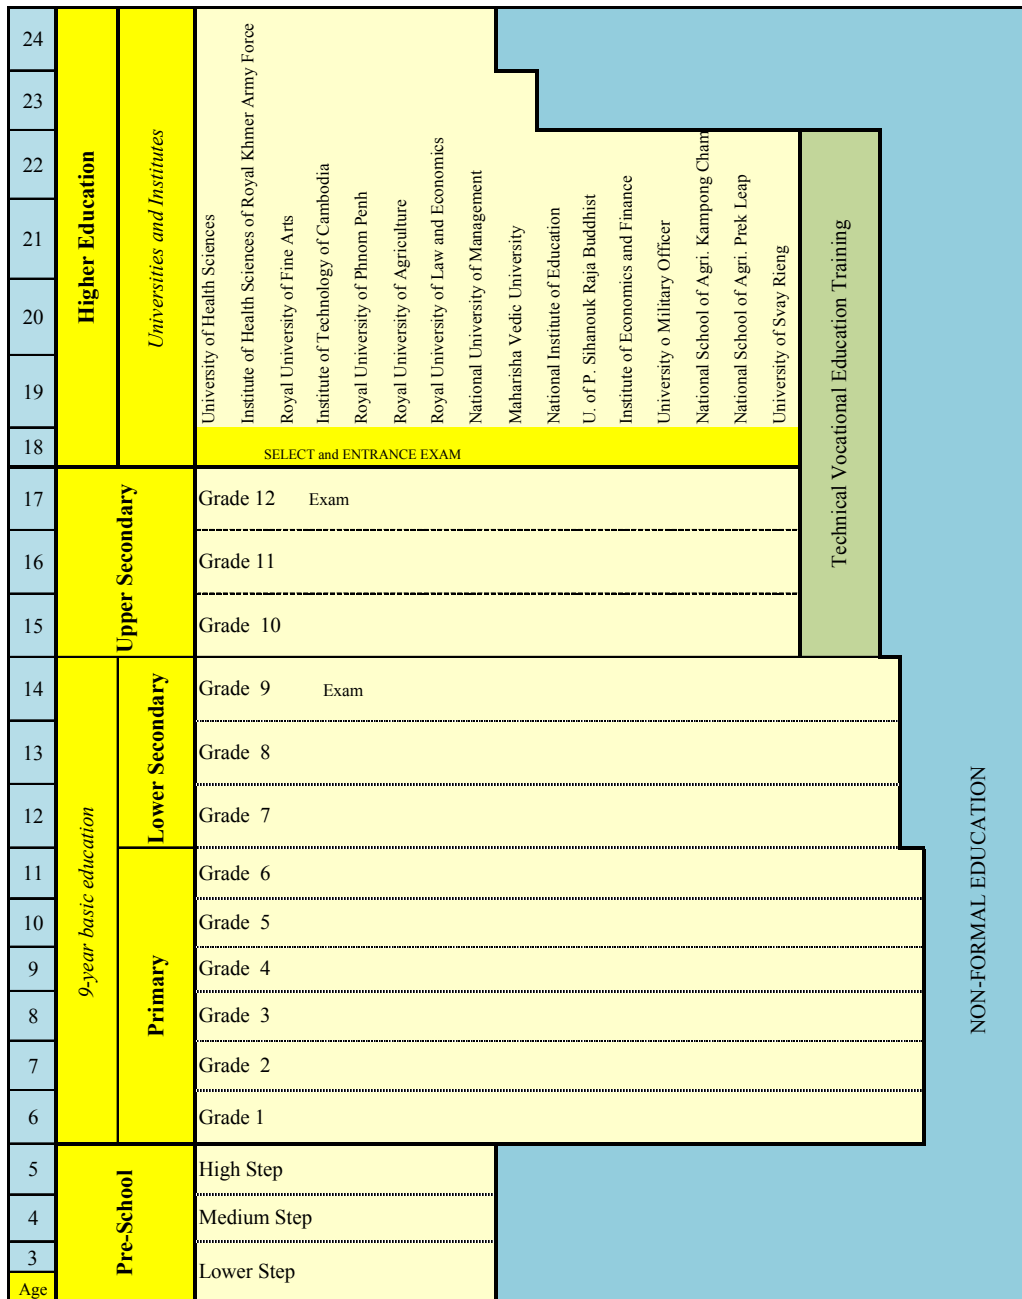 24
23
22
21
20
19
18
17
16
15
14
13
12
11
10
9
8
7
6
5
4
3
Age
Higher Education
Universities and Institutes
Upper Secondary
9-year basic education
Lower Secondary
Primary
Pre-School
University of Health Sciences
Institute of Health Sciences of Royal Khmer Army Force
Royal University of Fine Arts
Institute of Technology of Cambodia
Royal University of Phnom Penh
Royal University of Agriculture
Royal University of Law and Economics
National University of Management
Maharisha Vedic University
National Institute of Education
U. of P. Sihanouk Raja Buddhist
Institute of Economics and Finance
University o Military Officer
National School of Agri. Kampong Cham
National School of Agri. Prek Leap
University of Svay Rieng
SELECT and ENTRANCE EXAM
Grade 12 Exam
Grade 11
Grade 10
Grade 9 Exam
Grade 8
Grade 7
Grade 6
Grade 5
Grade 4
Grade 3
Grade 2
Grade 1
High Step
Medium Step
Lower Step
Technical Vocational Education Training
NON-FORMAL EDUCATION